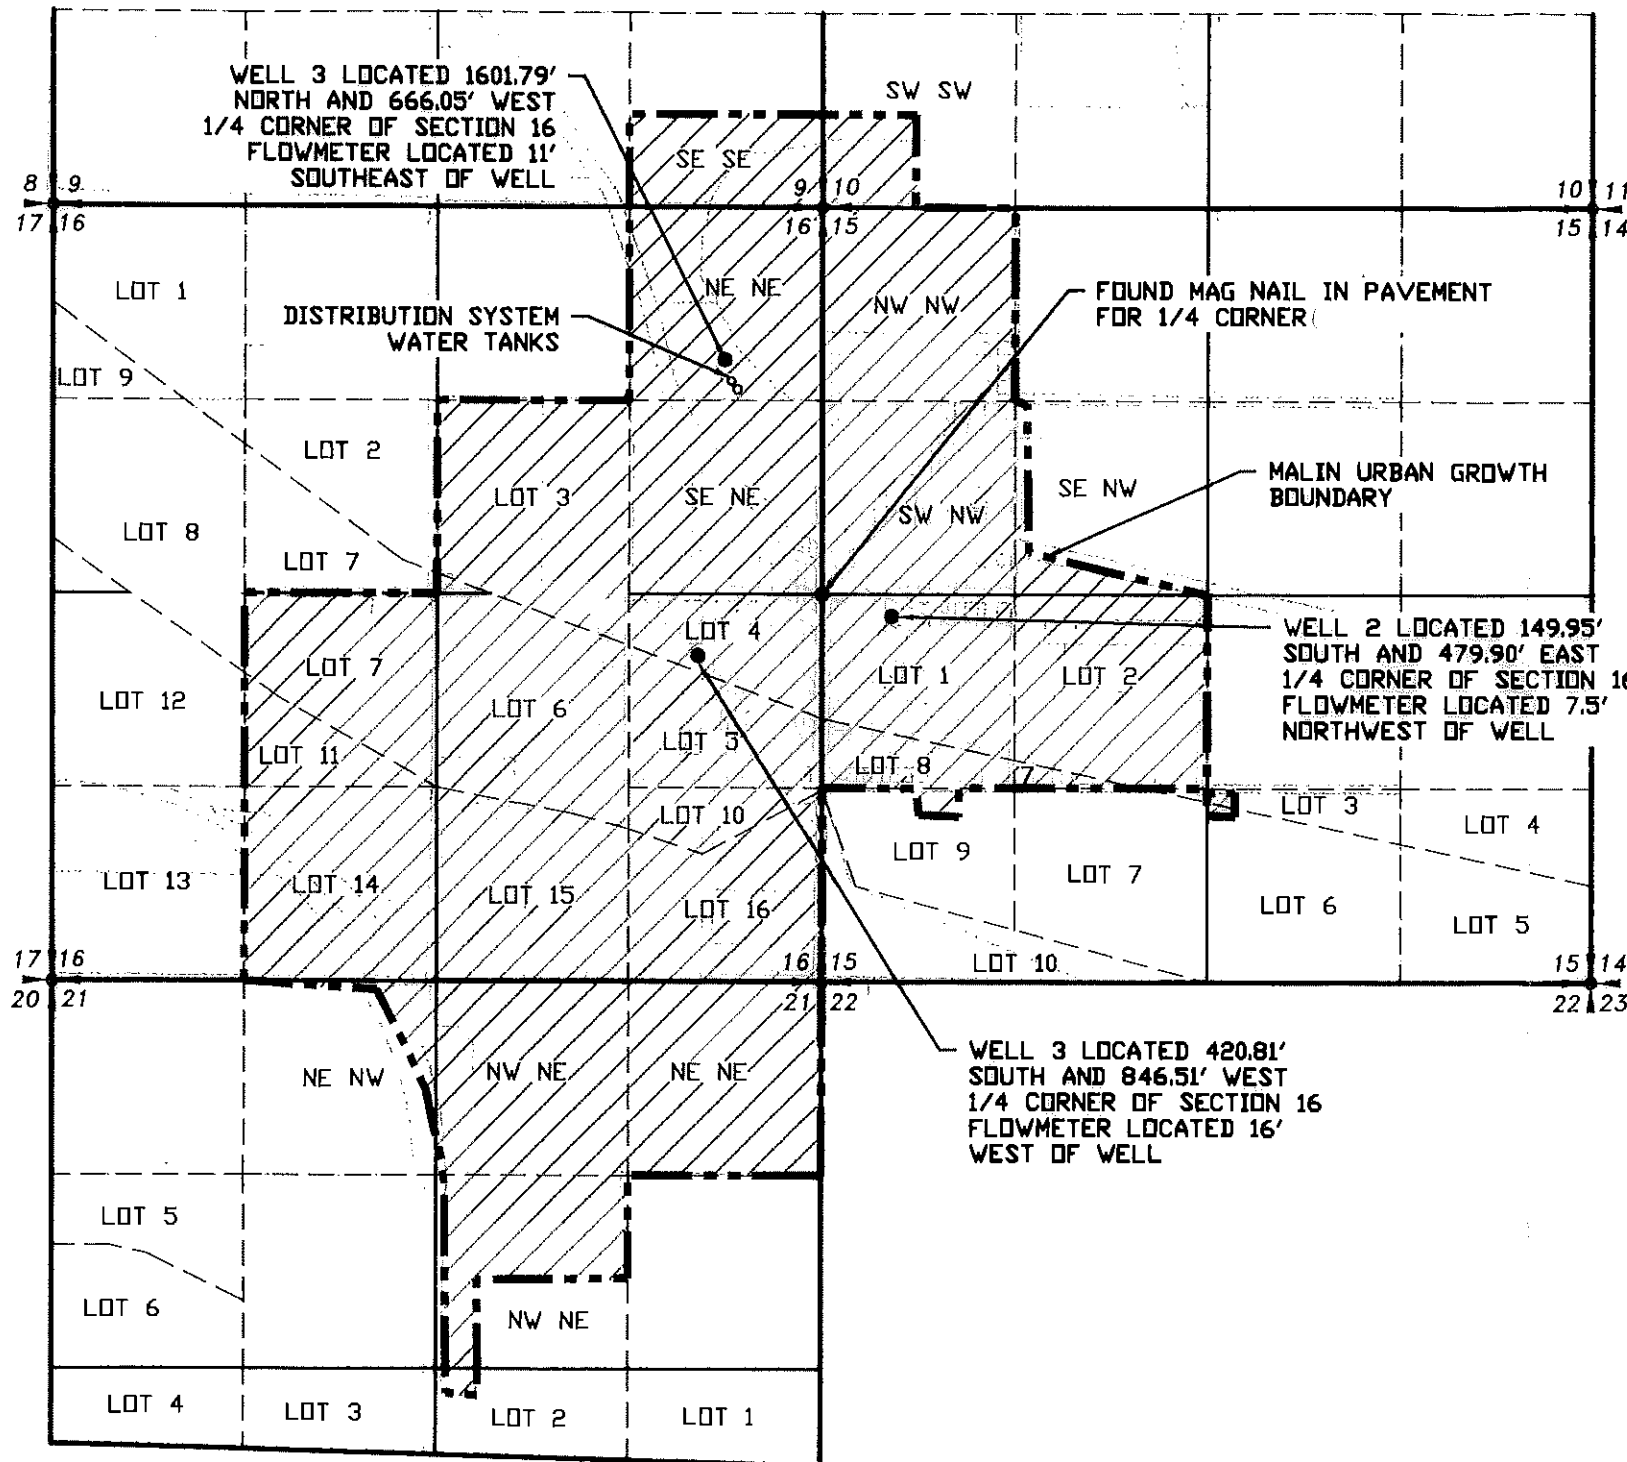 SW SW
WELL 3 LOCATED 1601.79'
NORTH AND 666.05' WEST
1/4 CORNER OF SECTION 16
FLOWMETER LOCATED 11'
SOUTHEAST OF WELL
SE SE
8 9
17 16
9 10
16 15
10 11
15 14
LOT 1
NE NE
NW NW
FOUND MAG NAIL IN PAVEMENT
FOR 1/4 CORNER
DISTRIBUTION SYSTEM
WATER TANKS
LOT 9
LOT 2
LOT 3
SE NE
SW NW
SE NW
MALIN URBAN GROWTH
BOUNDARY
LOT 8
LOT 7
LOT 4
WELL 2 LOCATED 149.95'
SOUTH AND 479.90' EAST
1/4 CORNER OF SECTION 16
FLOWMETER LOCATED 7.5'
NORTHWEST OF WELL
LOT 7
LOT 1
LOT 2
LOT 12
LOT 6
LOT 11
LOT 3
LOT 8
7
LOT 10
LOT 3
LOT 4
LOT 9
LOT 7
LOT 13
LOT 14
LOT 15
LOT 16
LOT 6
LOT 5
LOT 10
17 16
20 21
16 15
21 22
15 14
22 23
WELL 3 LOCATED 420.81'
SOUTH AND 846.51' WEST
1/4 CORNER OF SECTION 16
FLOWMETER LOCATED 16'
WEST OF WELL
NE NW
NW NE
NE NE
LOT 5
LOT 6
NW NE
LOT 4
LOT 3
LOT 2
LOT 1